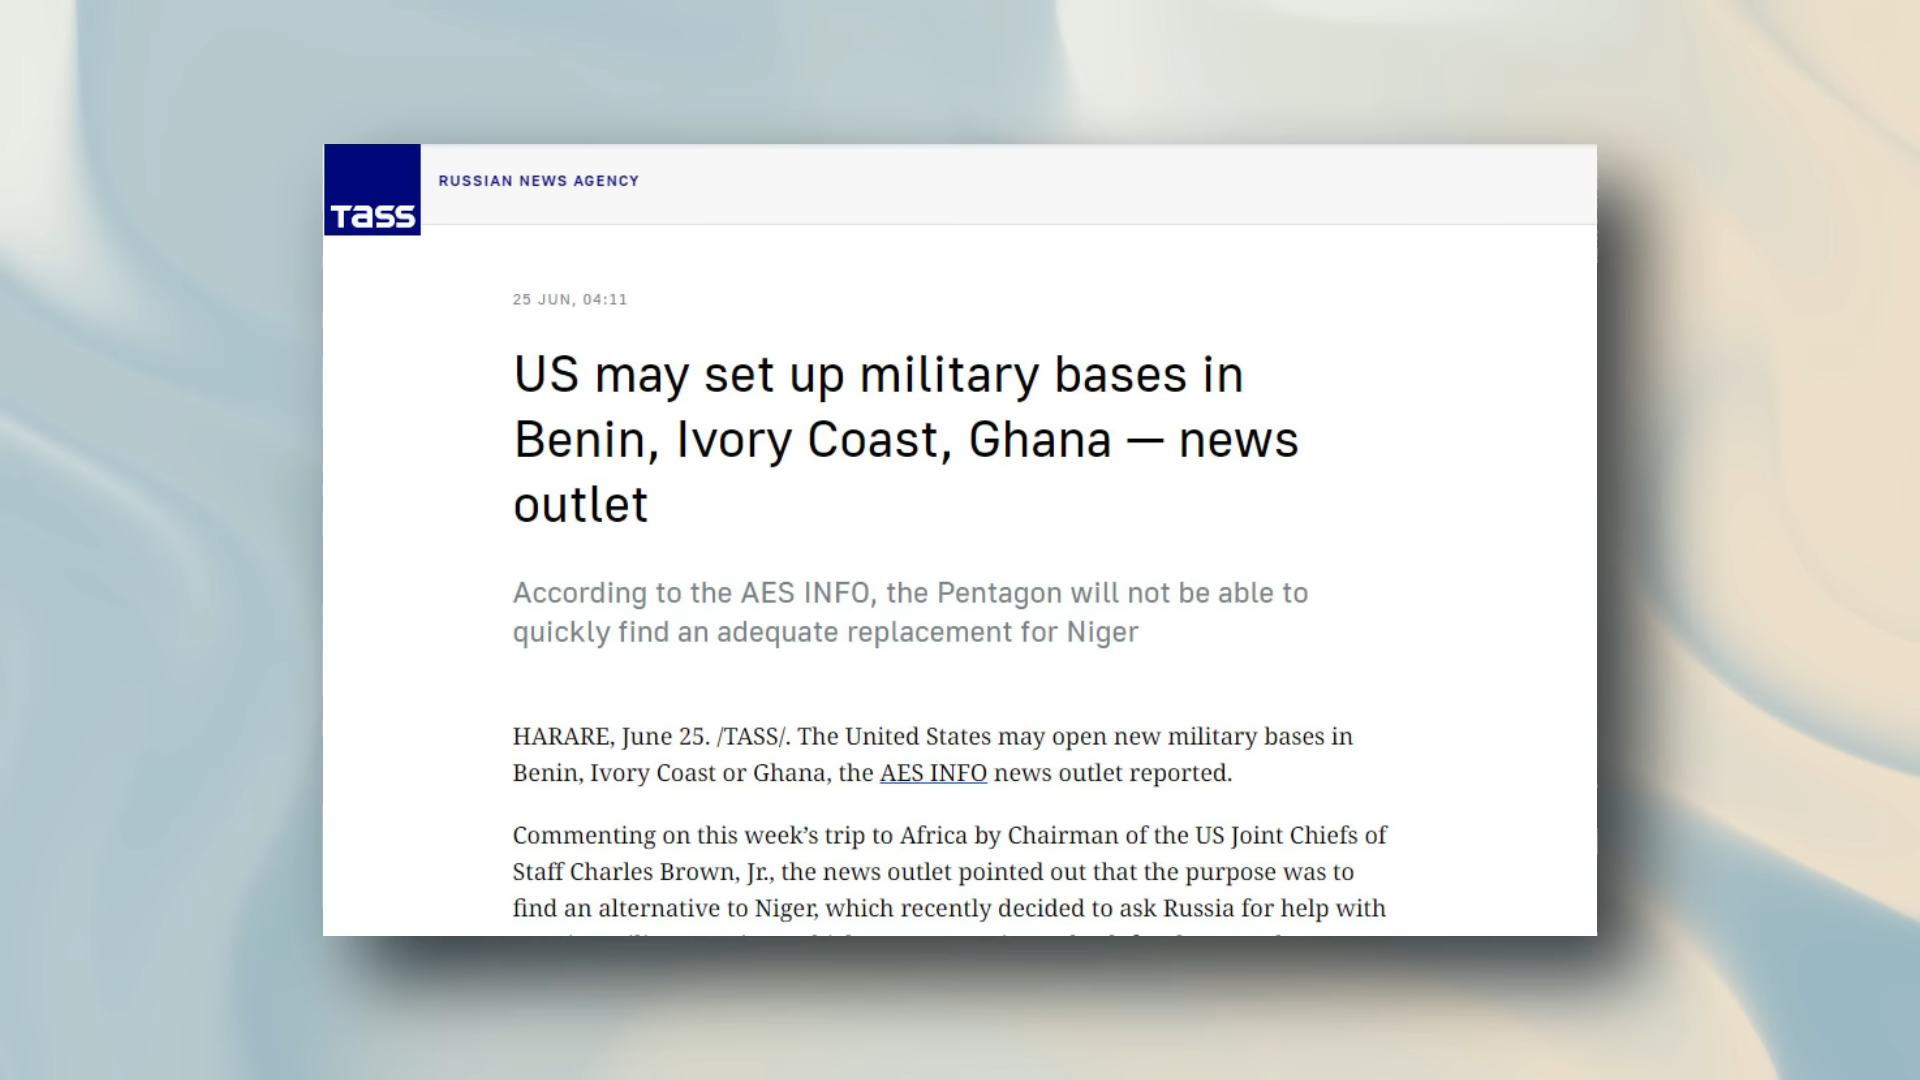 TASS
RUSSIAN NEWS AGENCY
25 JUN, 04:11
US may set up military bases in
Benin, Ivory Coast, Ghana — news
outlet
According to the AES INFO, the Pentagon will not be able to
quickly find an adequate replacement for Niger
HARARE, June 25. /TASS/. The United States may open new military bases in
Benin, Ivory Coast or Ghana, the AES INFO news outlet reported.
Commenting on this week’s trip to Africa by Chairman of the US Joint Chiefs of
Staff Charles Brown, Jr., the news outlet pointed out that the purpose was to
find an alternative to Niger, which recently decided to ask Russia for help with